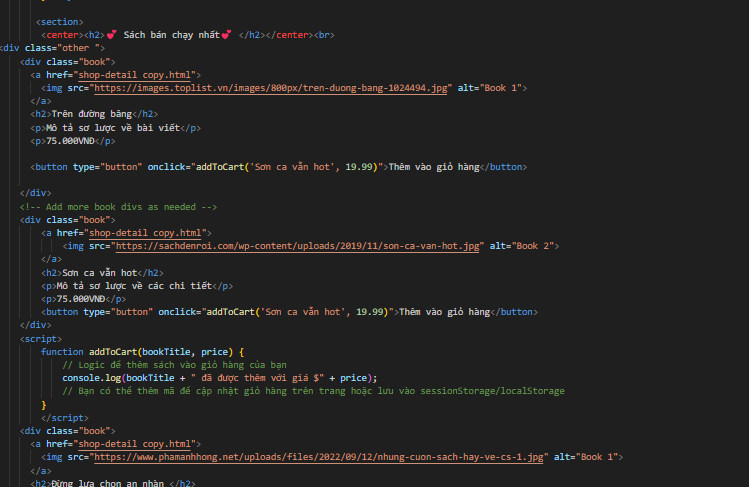 <section>
<center><h2>💕 Sách bán chạy nhất💕 </h2></center><br>
<div class="other ">
<div class="book">
<a href="shop-detail copy.html">
<img src="https://images.toplist.vn/images/800px/tren-duong-bang-1024494.jpg" alt="Book 1">
</a>
<h2>Trên đường băng</h2>
<p>Mô tả sơ lược về bài viết</p>
<p>75.000VNĐ</p>
<button type="button" onclick="addToCart('Sơn ca vẫn hot', 19.99)">Thêm vào giỏ hàng</button>
</div>
<!-- Add more book divs as needed -->
<div class="book">
<a href="shop-detail copy.html">
<img src="https://sachdenroi.com/wp-content/uploads/2019/11/son-ca-van-hot.jpg" alt="Book 2">
</a>
<h2>Sơn ca vẫn hot</h2>
<p>Mô tả sơ lược về các chi tiết</p>
<p>75.000VNĐ</p>
<button type="button" onclick="addToCart('Sơn ca vẫn hot', 19.99)">Thêm vào giỏ hàng</button>
</div>
<script>
function addToCart(bookTitle, price) {
// Logic để thêm sách vào giỏ hàng của bạn
console.log(bookTitle + " đã được thêm với giá $" + price);
// Bạn có thể thêm mã để cập nhật giỏ hàng trên trang hoặc lưu vào sessionStorage/localStorage
}
</script>
<div class="book">
<a href="shop-detail copy.html">
<img src="https://www.phamanhhong.net/uploads/files/2022/09/12/nhung-cuon-sach-hay-ve-cs-1.jpg" alt="Book 1">
</a>
<h2>Đừng lựa chọn an nhàn </h2>